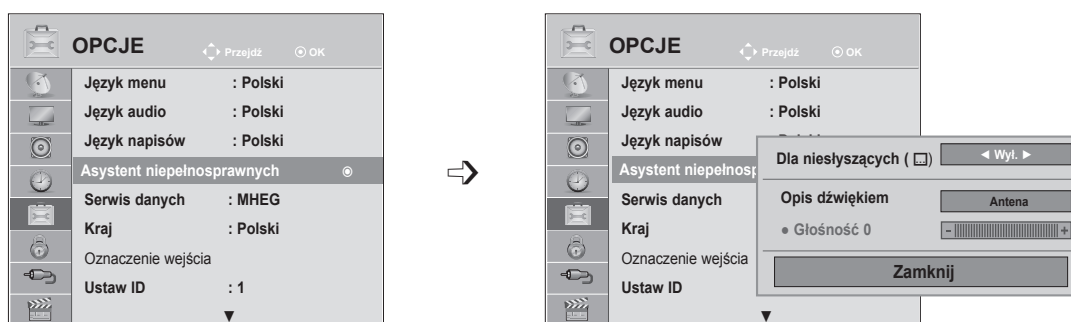 OPCJE
Przejdź
OK
Język menu : Polski
Język audio : Polski
Język napisów : Polski
Asystent niepełnosprawnych
Serwis danych : MHEG
Kraj : Polski
Oznaczenie wejścia
Ustaw ID : 1
OPCJE
Przejdź
OK
Język menu : Polski
Język audio : Polski
Język napisów
Asystent niepełnosp
Serwis danych
Kraj
Oznaczenie wejścia
Ustaw ID
Dla niesłyszących ( ... ) ◄ Wył. ►
Opis dźwiękiem Antena
● Głośność 0 - +
Zamknij